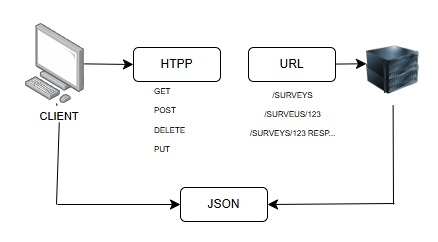 HTPP
URL
GET
/SURVEYS
POST
/SURVEUS/123
CLIENT
DELETE
/SURVEYS/123 RESP...
PUT
JSON